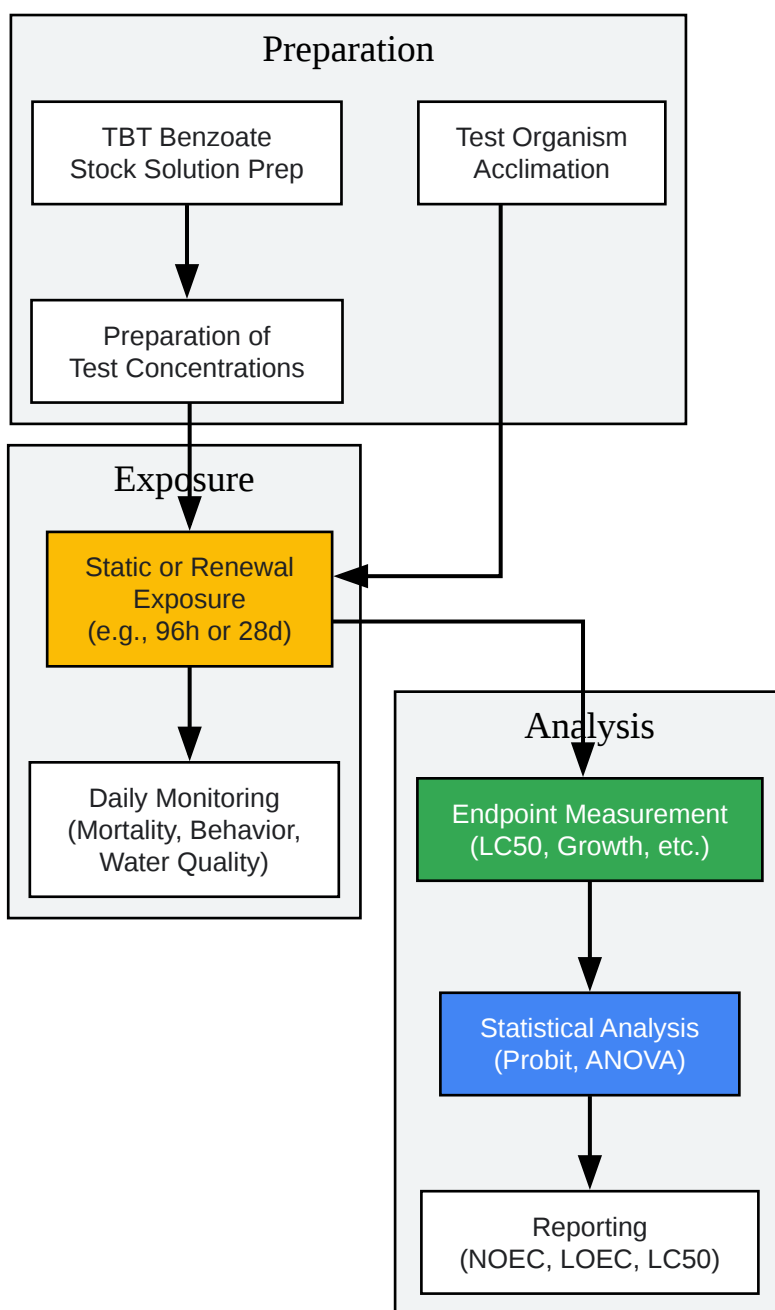 Preparation
TBT Benzoate
Stock Solution Prep
Test Organism
Acclimation
Preparation of
Test Concentrations
Exposure
Static or Renewal
Exposure
(e.g., 96h or 28d)
Daily Monitoring
(Mortality, Behavior,
Water Quality)
Analysis
Endpoint Measurement
(LC50, Growth, etc.)
Statistical Analysis
(Probit, ANOVA)
Reporting
(NOEC, LOEC, LC50)